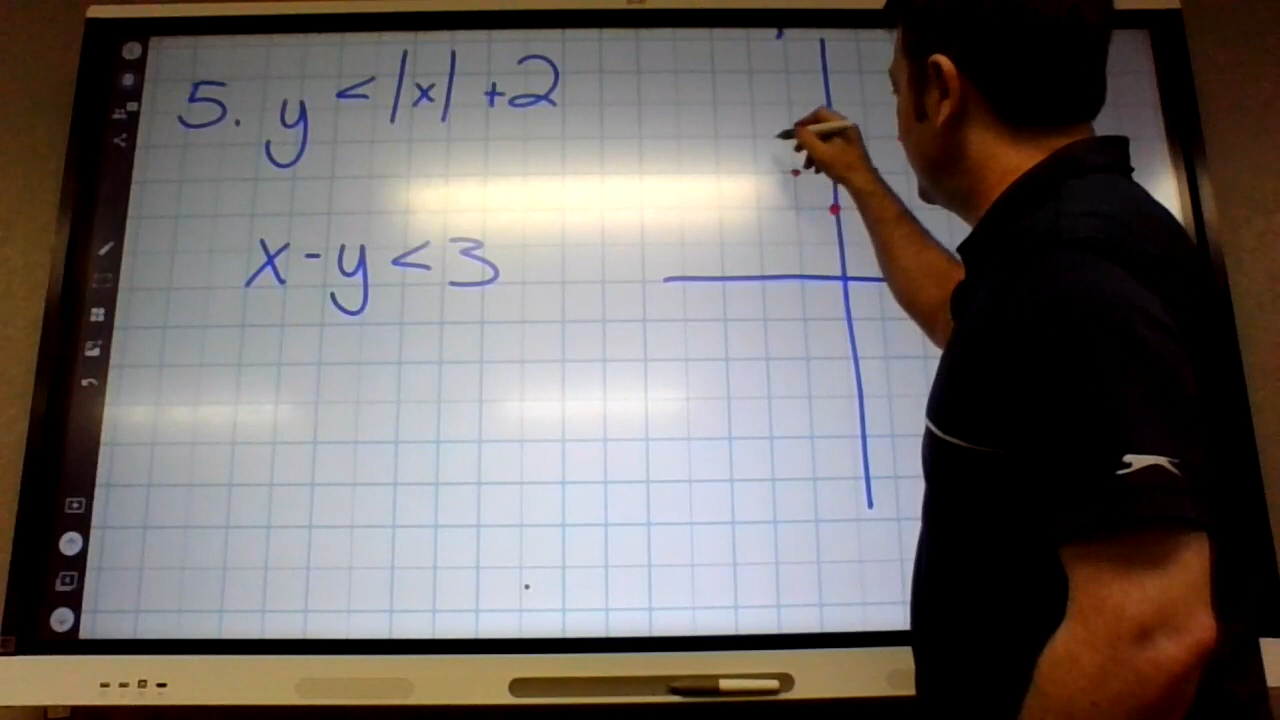 5. y < |x| + 2
x - y < 3